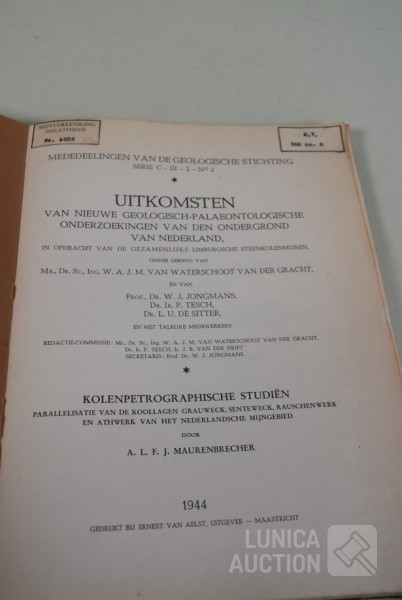 MIJNVEREENIGING
BIBLIOTHEEK
No. 4033
MEDEDEELINGEN VAN DE GEOLOGISCHE STICHTING
SERIE C – III – 2 – No 2
*
UITKOMSTEN
VAN NIEUWE GEOLOGISCH-PALAEONTOLOGISCHE
ONDERZOEKINGEN VAN DEN ONDERGROND
VAN NEDERLAND,
IN OPDRACHT VAN DE GEZAMENLIJKE LIMBURGSCHE STEENKOLENMIJNEN,
ONDER LEIDING VAN
MR. DR. SC., ING. W. A. J. M. VAN WATERSCHOOT VAN DER GRACHT,
EN VAN
PROF. DR. W. J. JONGMANS,
DR. IR. P. TESCH,
DR. L. U. DE SITTER,
EN MET TALRIJKE MEDEWERKERS
REDACTIE-COMMISSIE: MR. DR. SC., ING. W. A. J. M. VAN WATERSCHOOT VAN DER GRACHT,
DR. IR. P. TESCH, IR. J. B. VAN DER DRIFT
SECRETARIS: PROF. DR. W. J. JONGMANS.
*
KOLENPETROGRAPHISCHE STUDIËN
PARALLELISATIE VAN DE KOOLLAGEN GRAUWECK, SENTEWECK, RAUSCHENWERK
EN ATHWERK VAN HET NEDERLANDSCHE MIJNGEBIED
DOOR
A. L. F. J. MAURENBRECHER
1944
GEDRUKT BIJ ERNEST VAN AELST, UITGEVER — MAASTRICHT
LUNICA
AUCTION